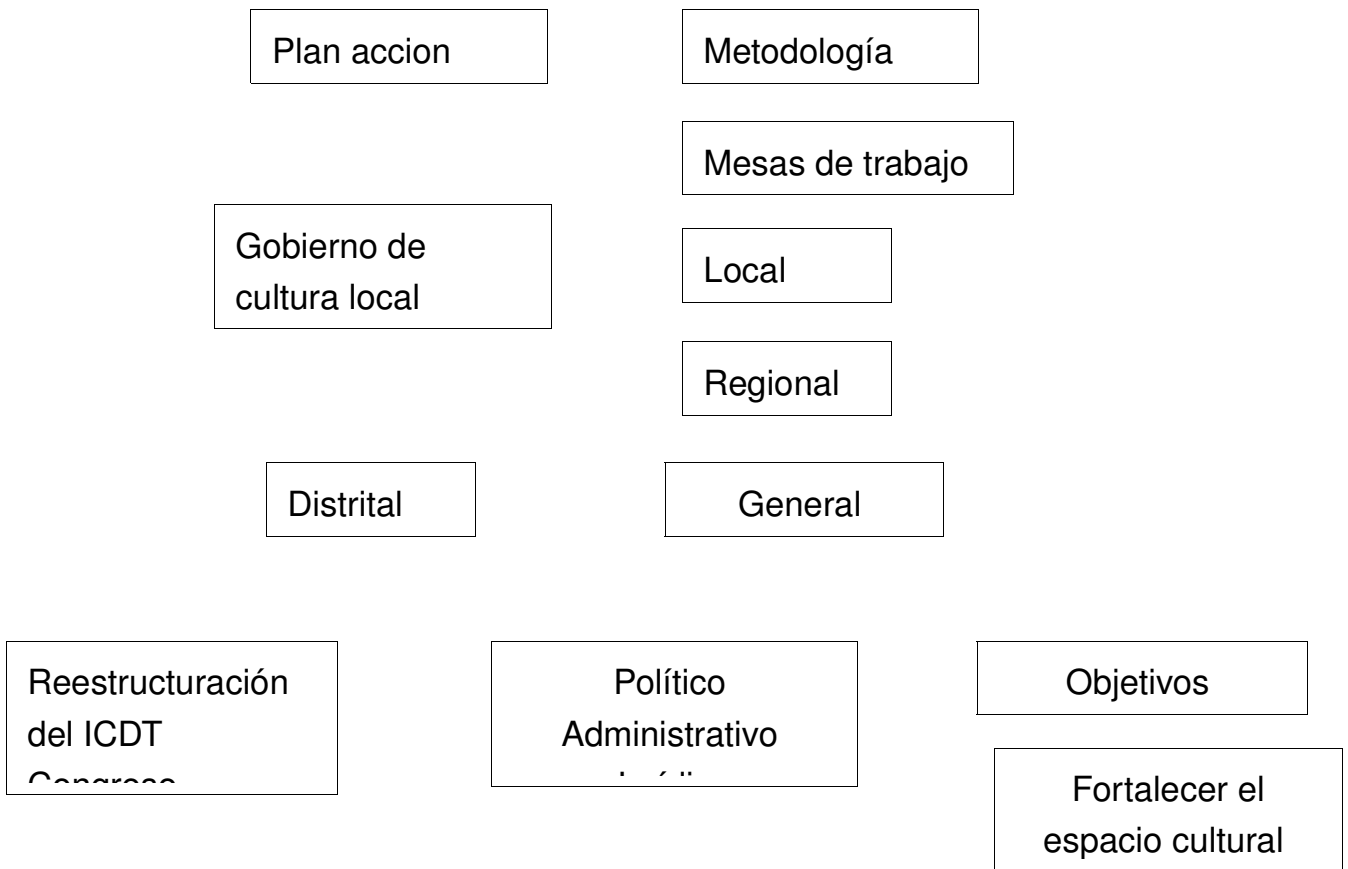 Plan accion
Metodología
Mesas de trabajo
Gobierno de
cultura local
Local
Regional
Distrital
General
Reestructuración
del ICDT
Congreso
Político
Administrativo
Objetivos
Fortalecer el
espacio cultural